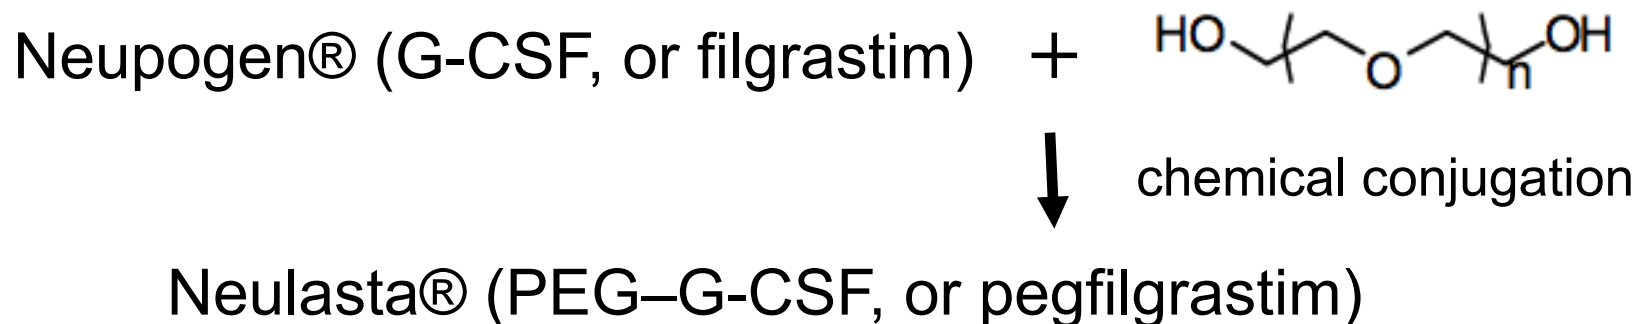 Neupogen® (G-CSF, or filgrastim) + HO O n OH
chemical conjugation
Neulasta® (PEG–G-CSF, or pegfilgrastim)